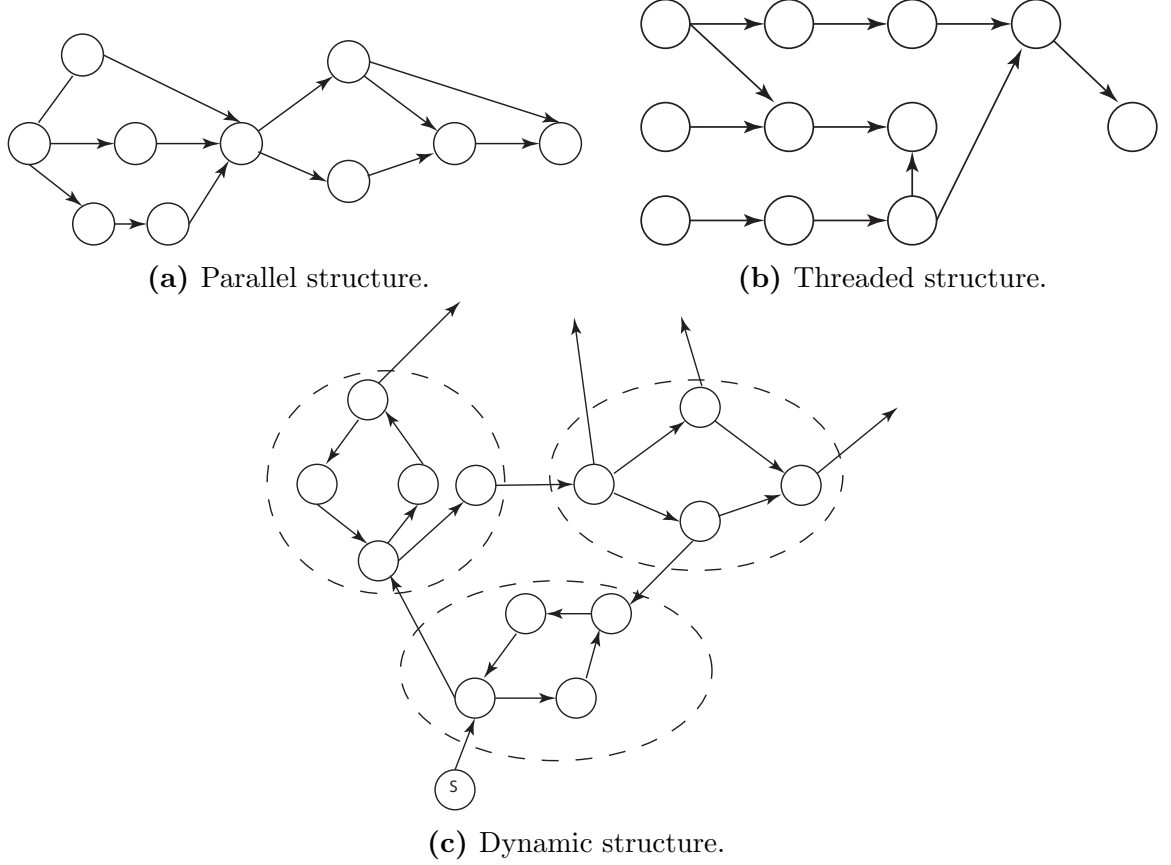 (a) Parallel structure.
(b) Threaded structure.
S
(c) Dynamic structure.